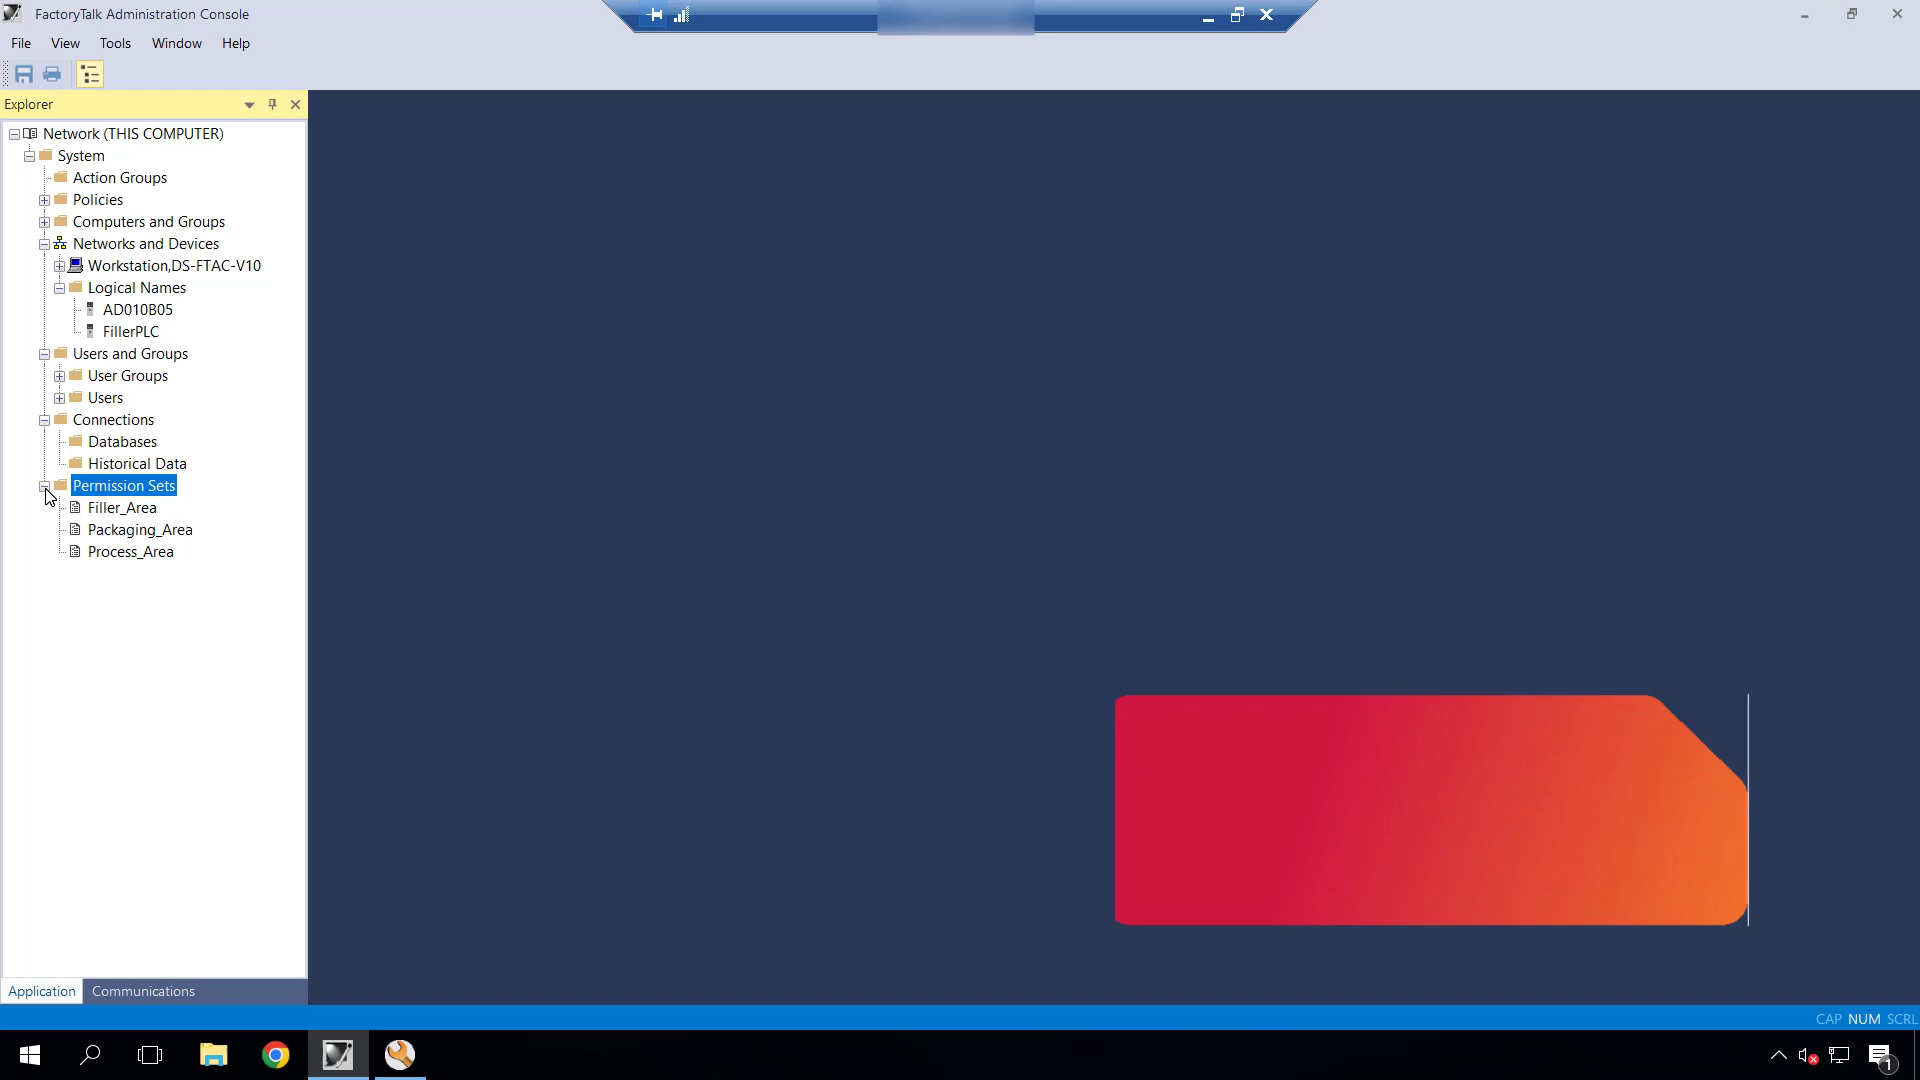 FactoryTalk Administration Console
File View Tools Window Help
Explorer
Network (THIS COMPUTER)
System
Action Groups
Policies
Computers and Groups
Networks and Devices
Workstation,DS-FTAC-V10
Logical Names
AD010B05
FillerPLC
Users and Groups
User Groups
Users
Connections
Databases
Historical Data
Permission Sets
Filler_Area
Packaging_Area
Process_Area
Application Communications
CAP NUM SCRL
1